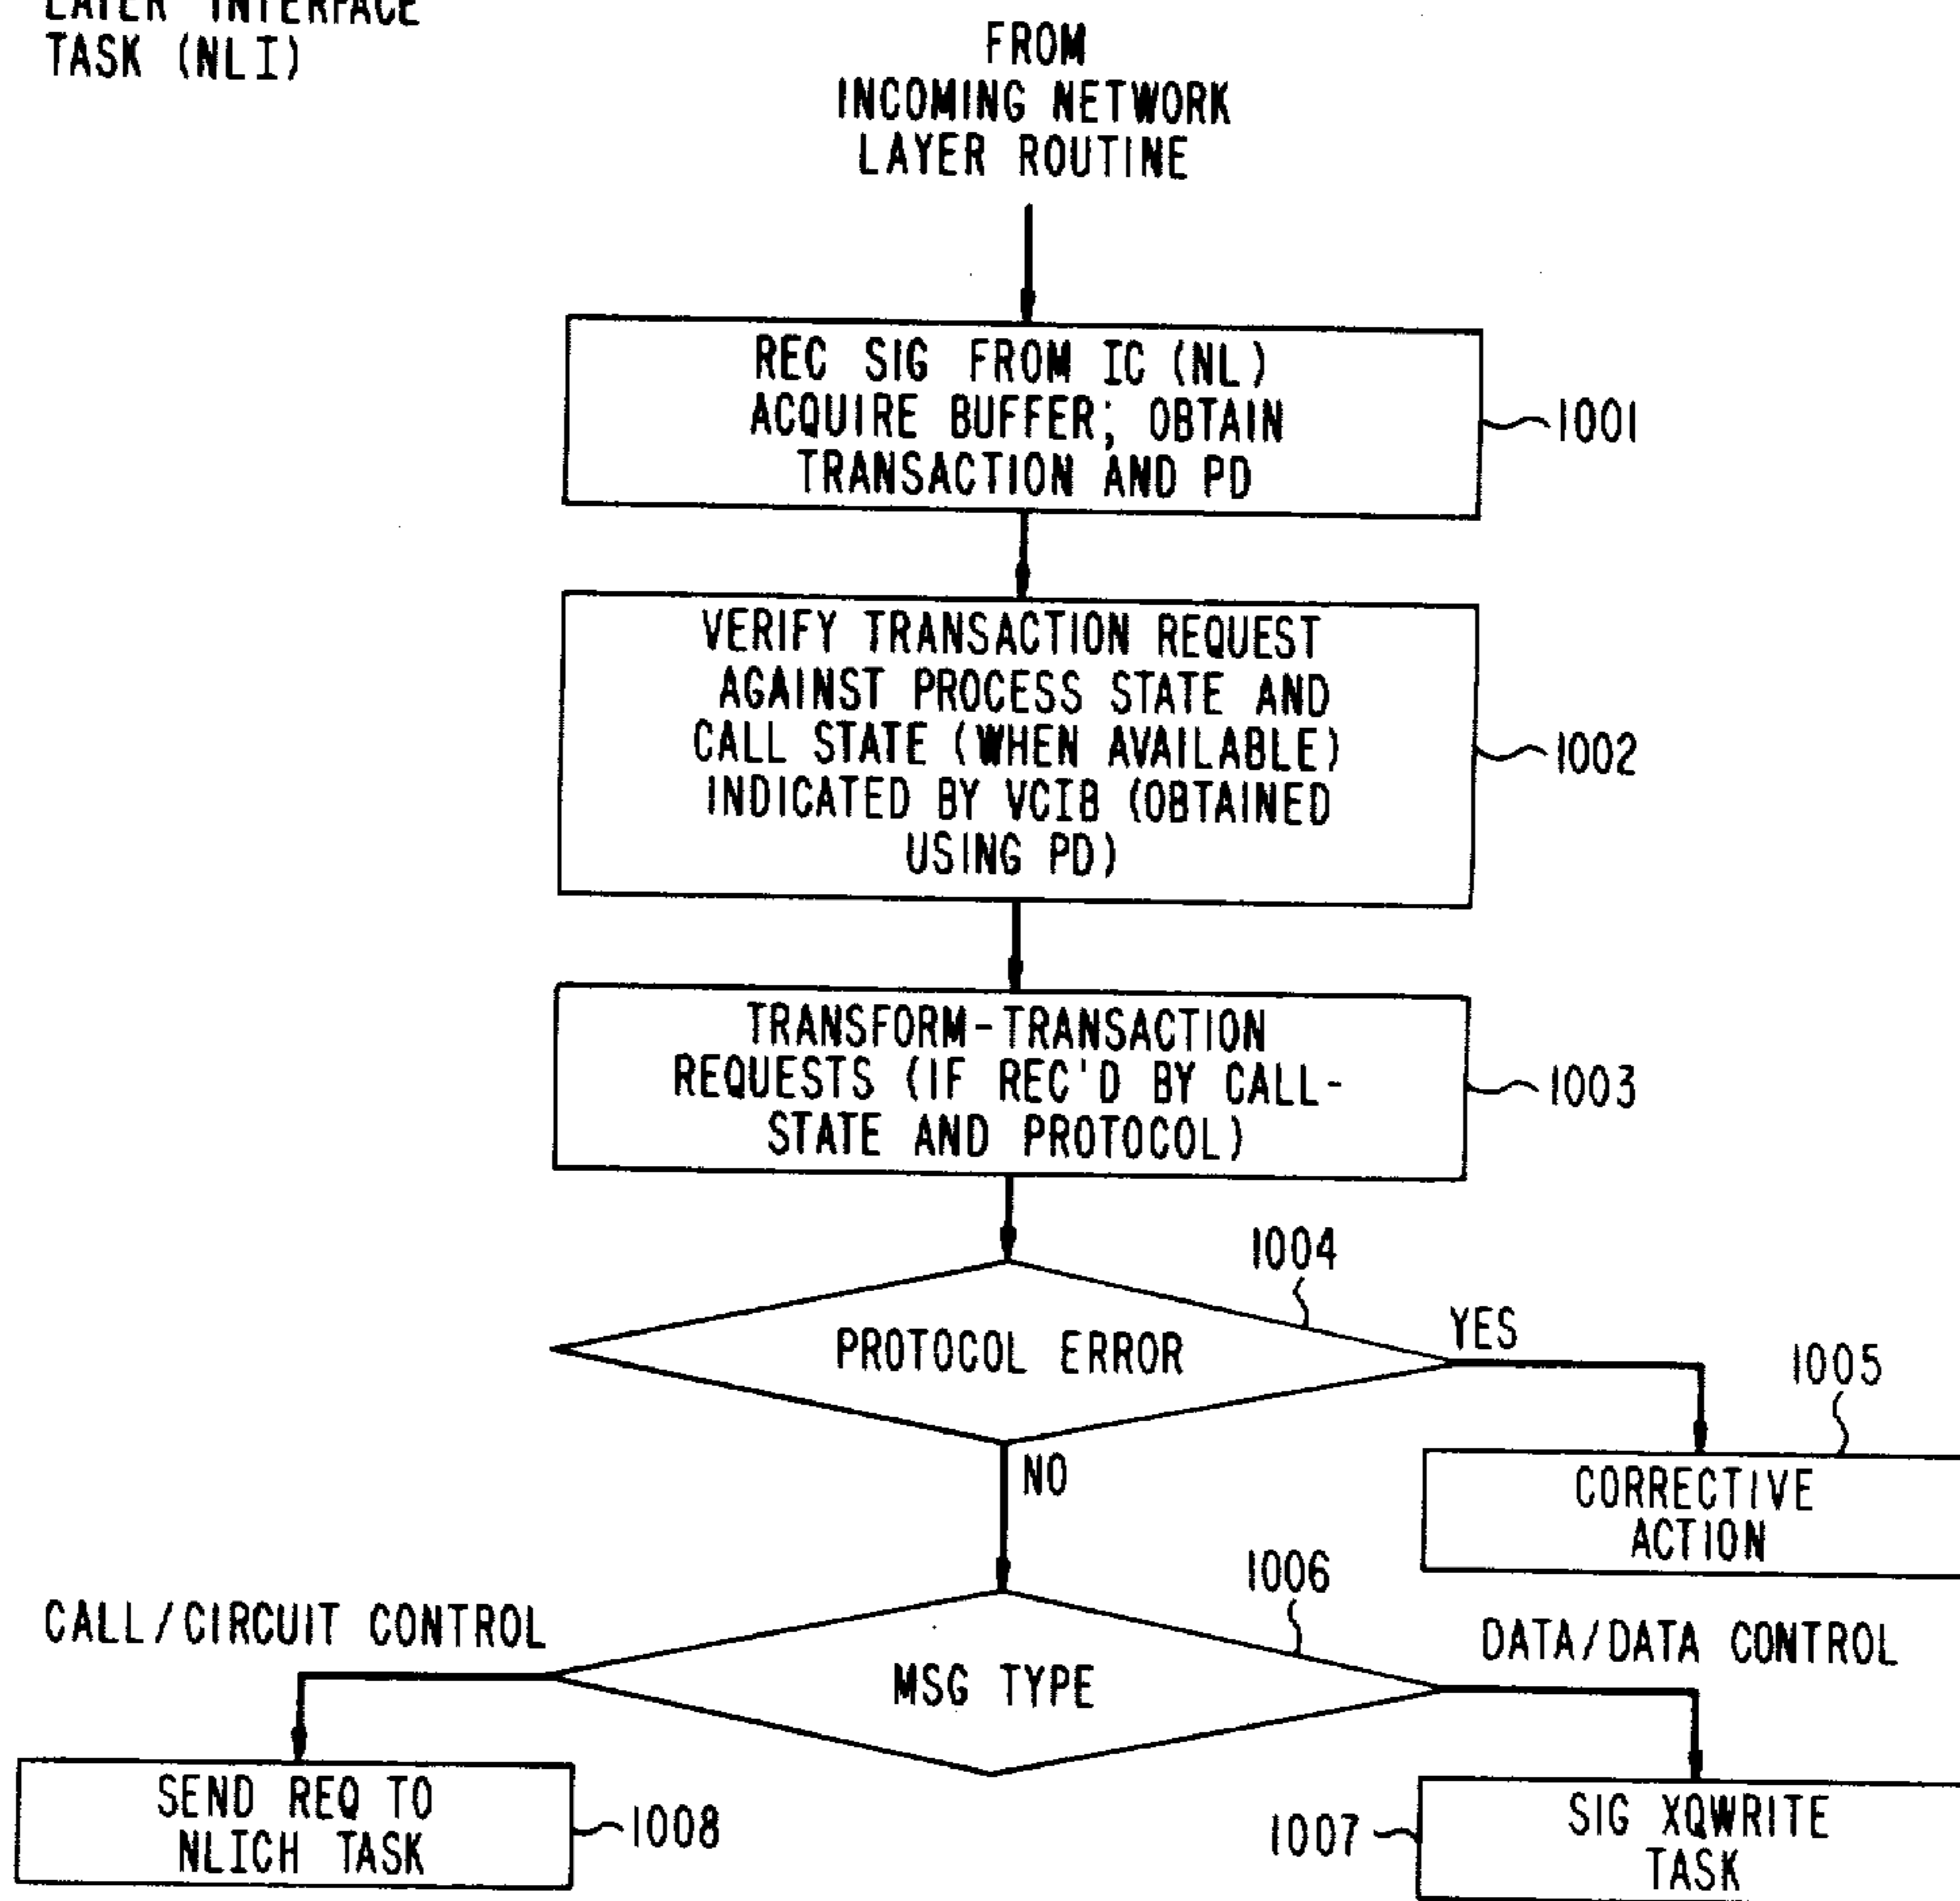 LAYER INTERFACE
TASK (NLI)
FROM
INCOMING NETWORK
LAYER ROUTINE
REC SIG FROM IC (NL)
ACQUIRE BUFFER; OBTAIN
TRANSACTION AND PD
1001
VERIFY TRANSACTION REQUEST
AGAINST PROCESS STATE AND
CALL STATE (WHEN AVAILABLE)
INDICATED BY VCIB (OBTAINED
USING PD)
1002
TRANSFORM-TRANSACTION
REQUESTS (IF REC'D BY CALL-
STATE AND PROTOCOL)
1003
1004
PROTOCOL ERROR
YES
1005
NO
CORRECTIVE
ACTION
1006
CALL/CIRCUIT CONTROL
DATA/DATA CONTROL
MSG TYPE
SEND REQ TO
NLICH TASK
1008
1007
SIG XQWRITE
TASK